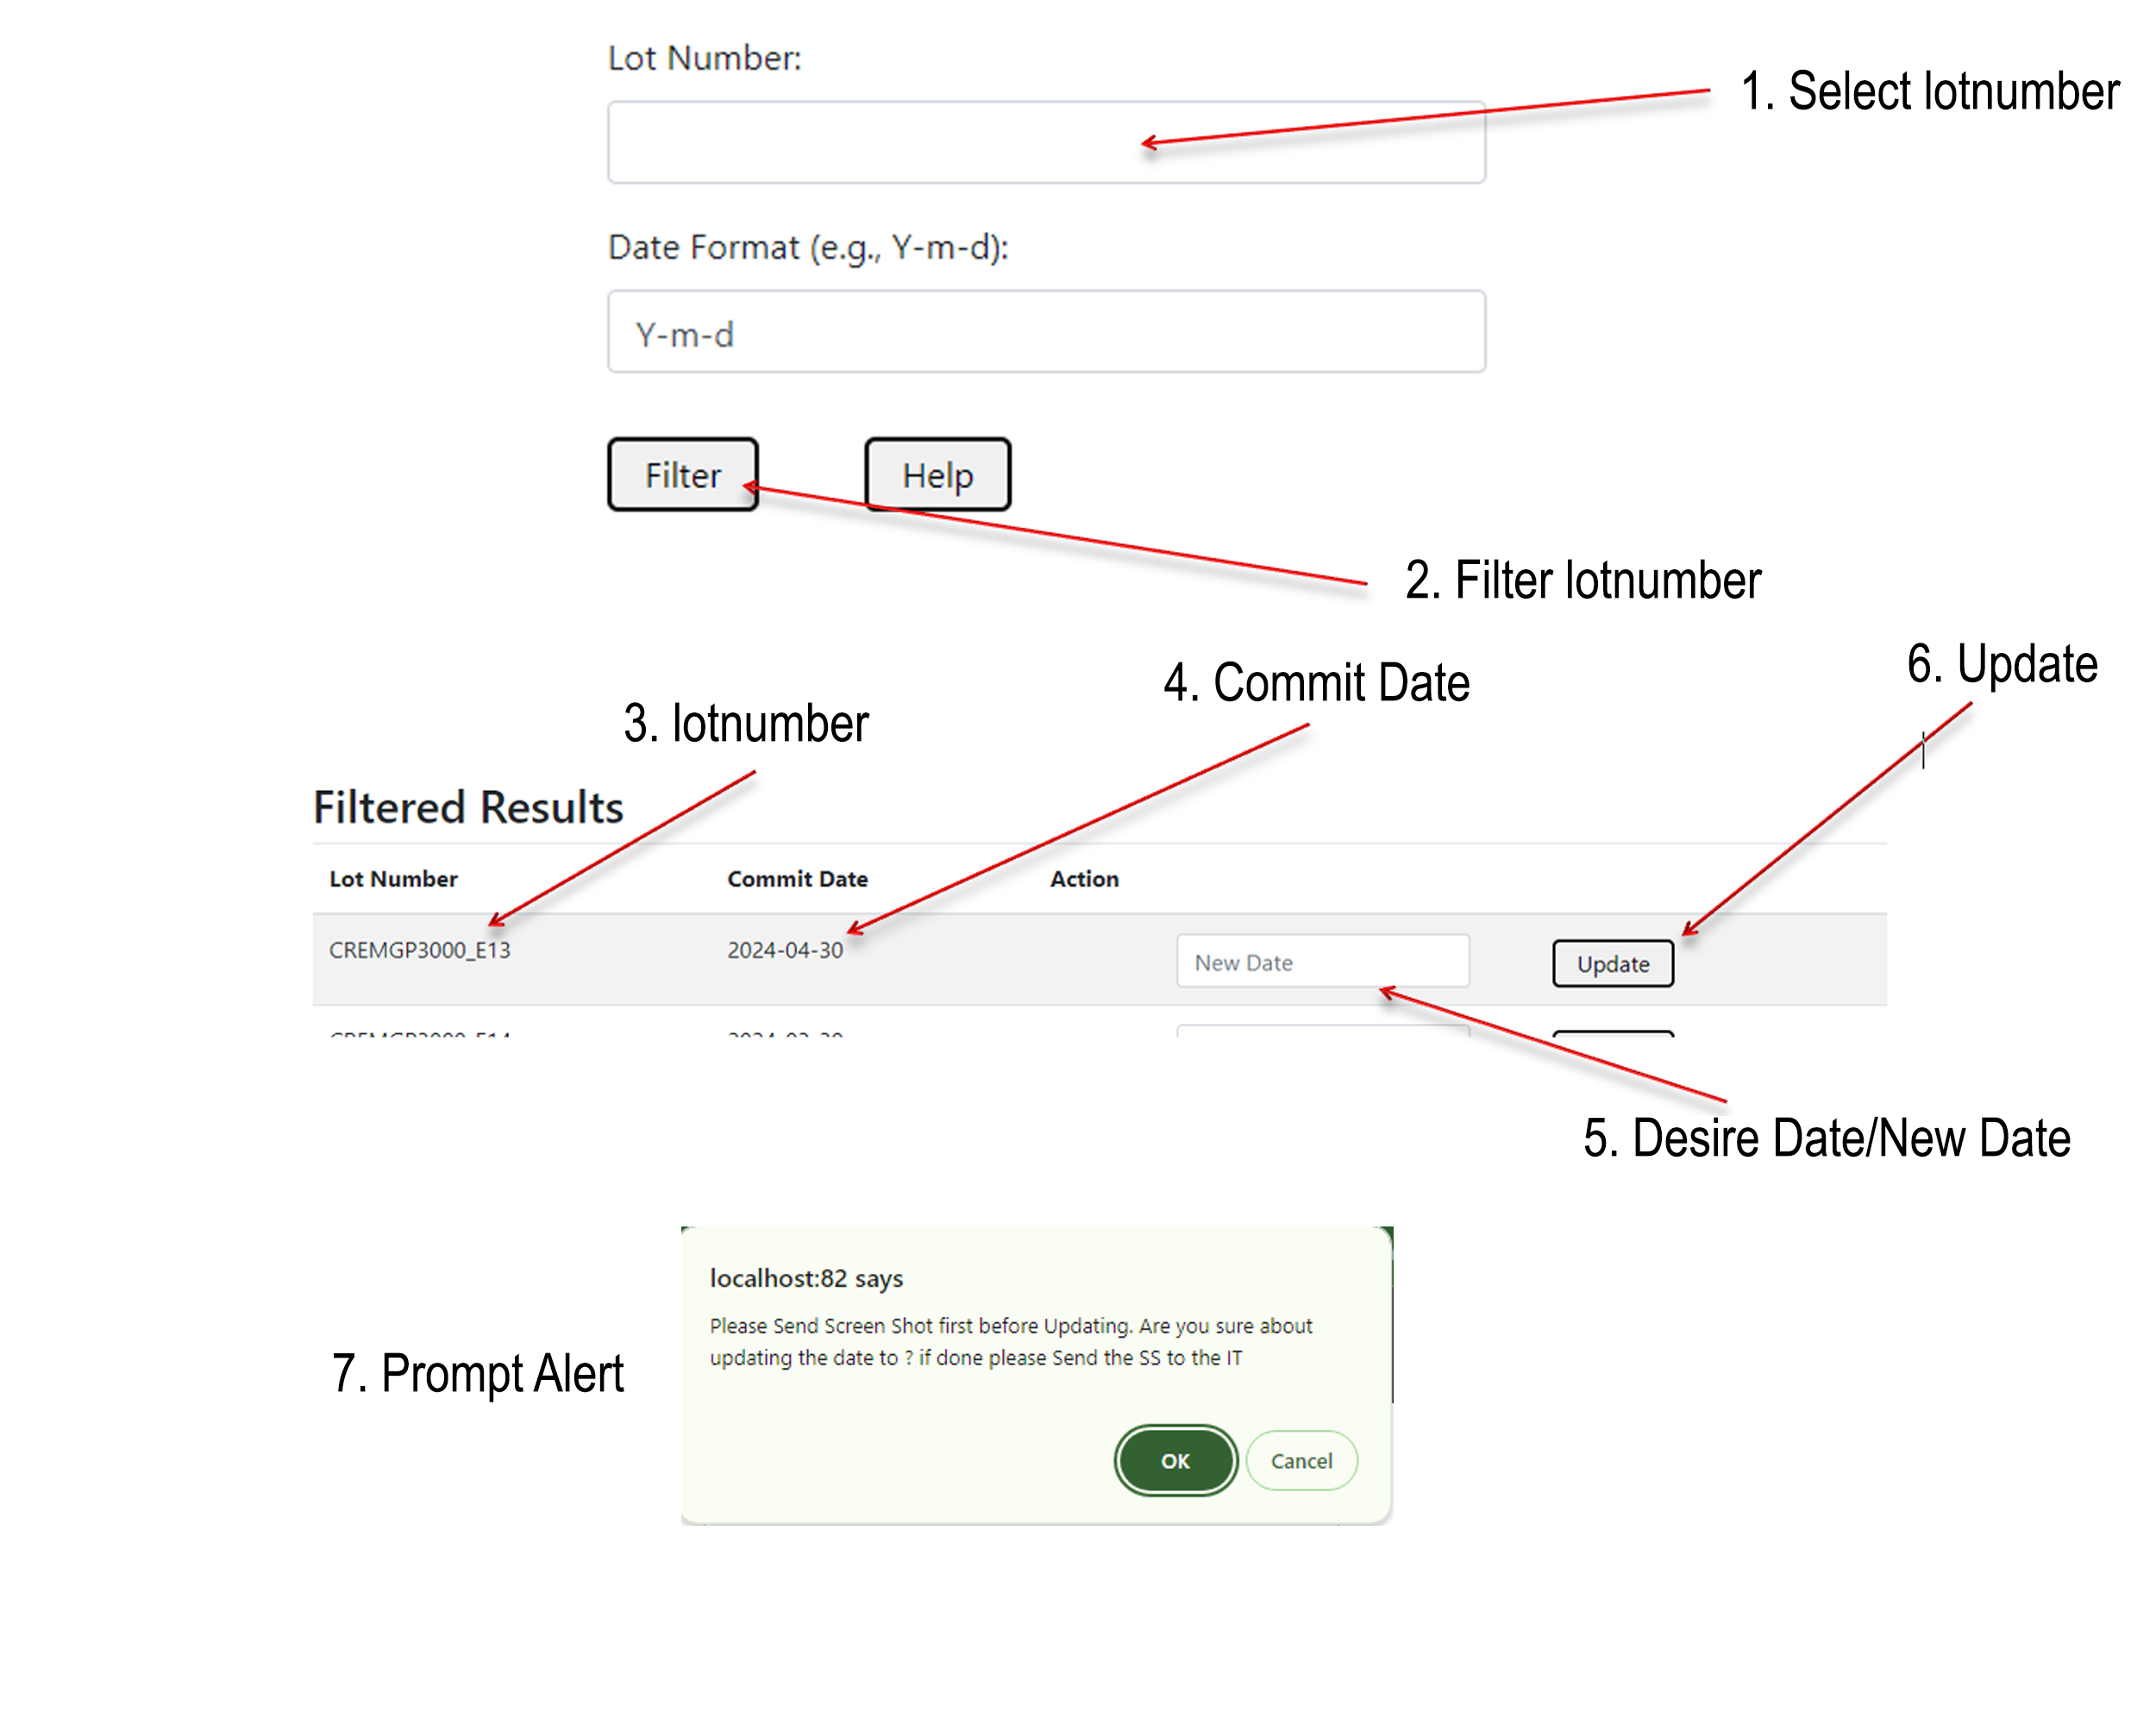 Lot Number:
1. Select lotnumber
Date Format (e.g., Y-m-d):
Y-m-d
Filter
Help
2. Filter lotnumber
3. lotnumber
4. Commit Date
6. Update
Filtered Results
Lot Number Commit Date Action
CREMGP3000_E13 2024-04-30 New Date Update
5. Desire Date/New Date
7. Prompt Alert
localhost:82 says
Please Send Screen Shot first before Updating. Are you sure about
updating the date to ? if done please Send the SS to the IT
OK
Cancel